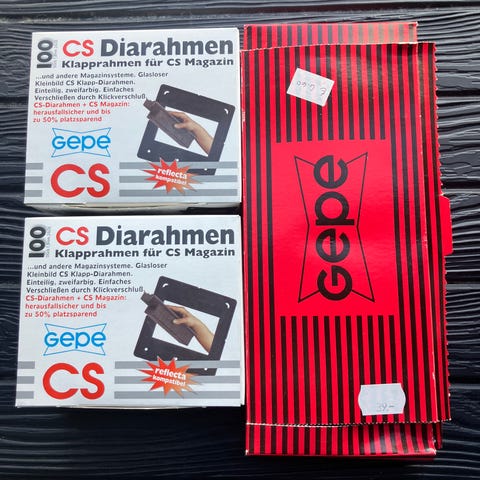 100
CS Diarahmen
Klapprahmen für CS Magazin
...und andere Magazinsysteme. Glasloser
Kleinbild CS Klapp-Diarahmen.
Einteilig, zweifarbig. Einfaches
Verschließen durch Klickverschluß.
CS-Diarahmen + CS Magazin:
herausfallsicher und bis
zu 50% platzsparend
Gepe
CS
reflecta
kompatibel
100
CS Diarahmen
Klapprahmen für CS Magazin
...und andere Magazinsysteme. Glasloser
Kleinbild CS Klapp-Diarahmen.
Einteilig, zweifarbig. Einfaches
Verschließen durch Klickverschluß
CS-Diarahmen + CS Magazin:
herausfallsicher und bis
zu 50% platzsparend
Gepe
CS
reflecta
kompatibel
Gepe
39.-